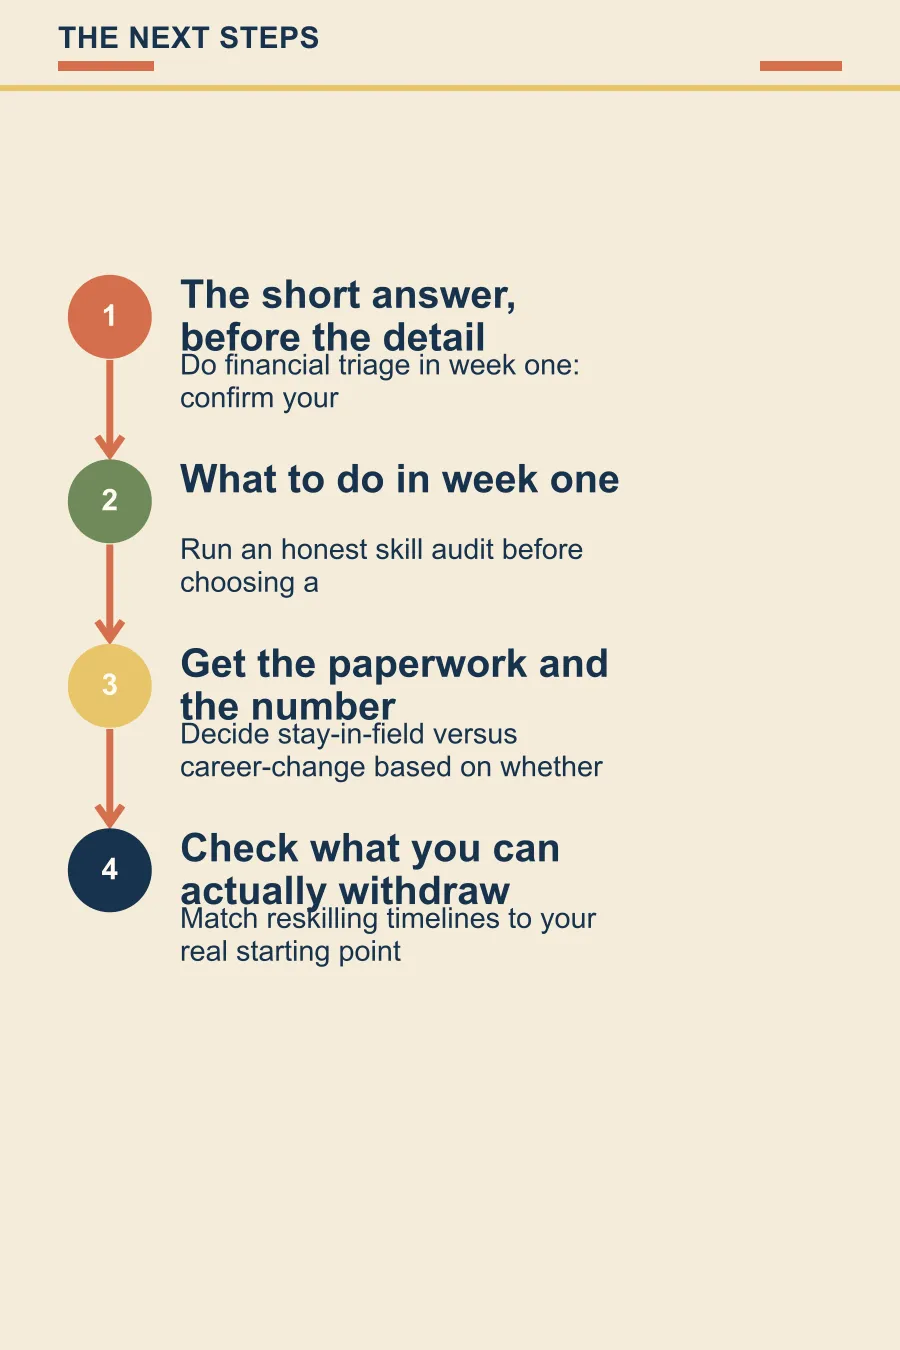 THE NEXT STEPS
1
The short answer,
before the detail
Do financial triage in week one:
confirm your
2
What to do in week one
Run an honest skill audit before
choosing a
3
Get the paperwork and
the number
Decide stay-in-field versus
career-change based on whether
4
Check what you can
actually withdraw
Match reskilling timelines to your
real starting point